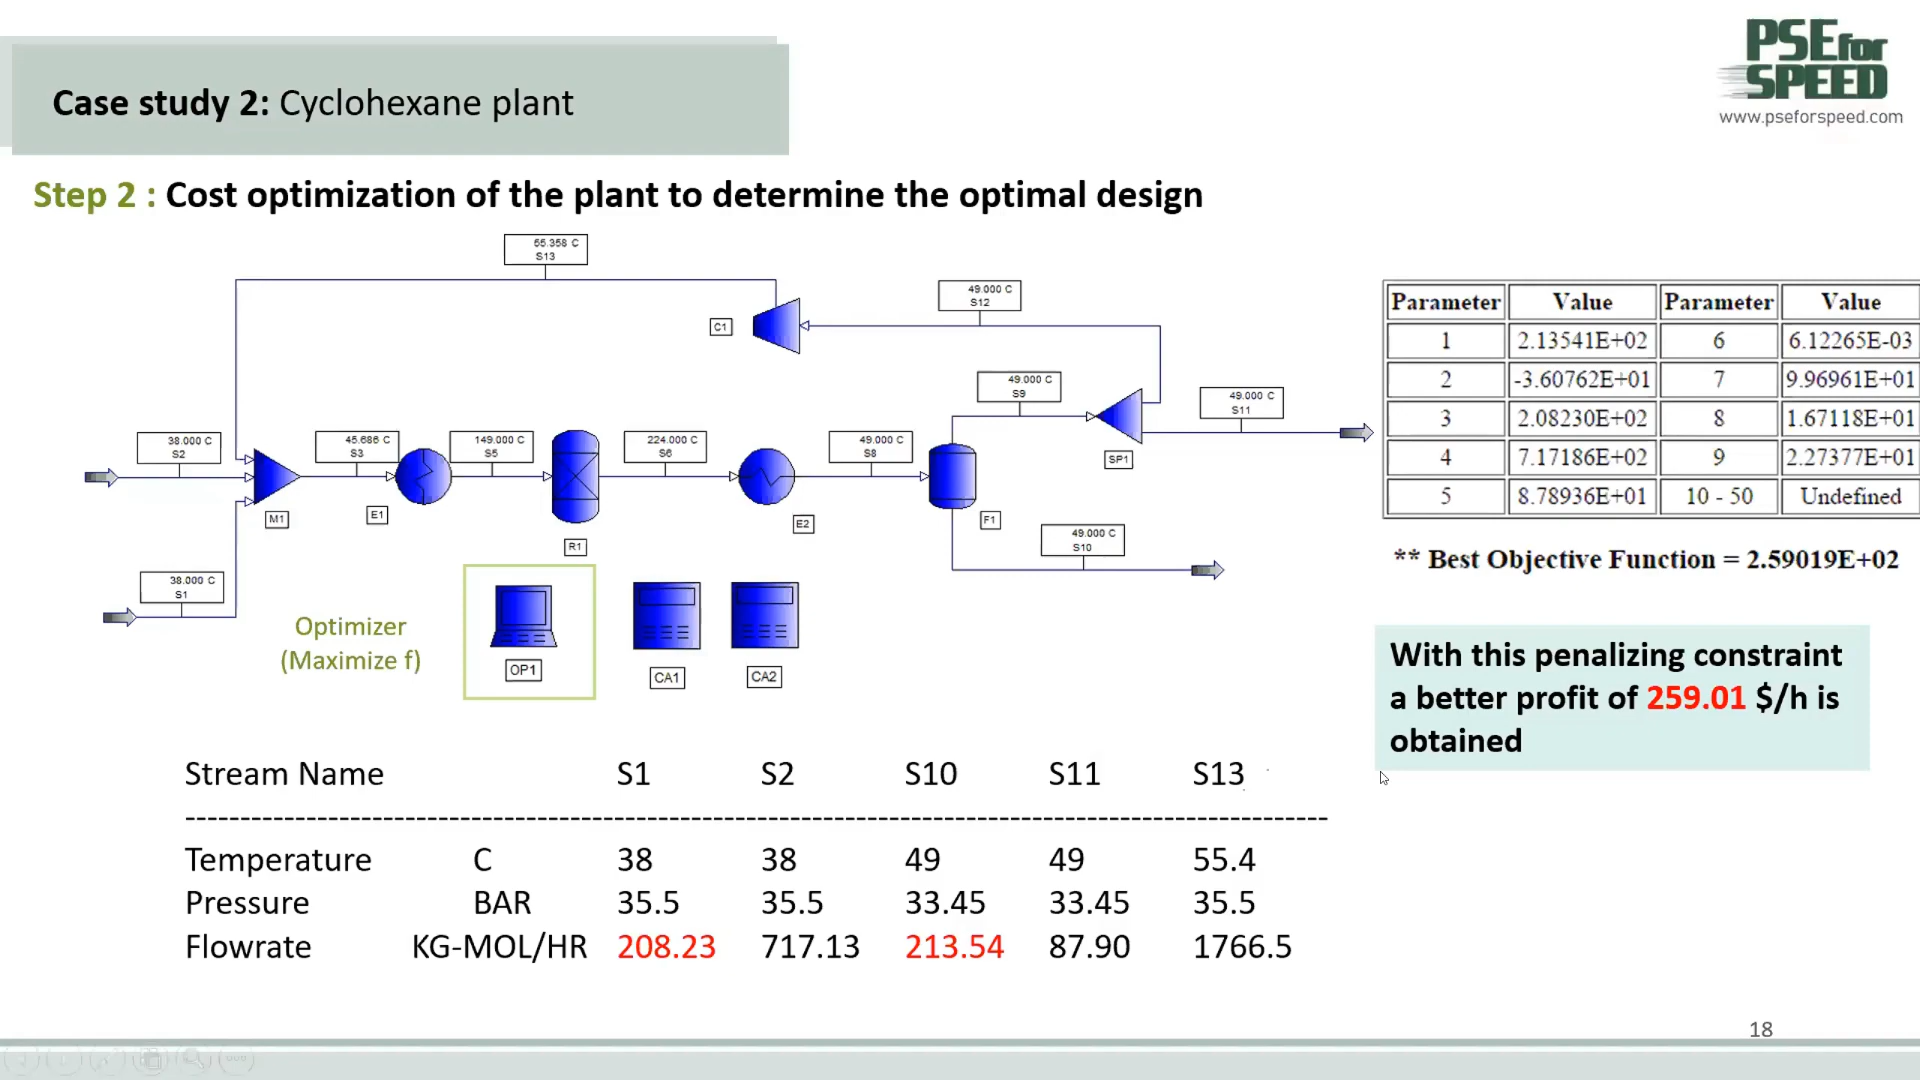 PSE for
SPEED
www.pseforspeed.com
Case study 2: Cyclohexane plant
Step 2 : Cost optimization of the plant to determine the optimal design
55.358 C
S13
49.000 C
S12
C1
49.000 C
S9
49.000 C
S11
SP1
38.000 C
S2
45.686 C
S3
149.000 C
S5
224.000 C
S6
49.000 C
S8
M1
E1
R1
E2
F1
49.000 C
S10
38.000 C
S1
Optimizer
(Maximize f)
OP1
CA1
CA2
Parameter Value Parameter Value
1 2.13541E+02 6 6.12265E-03
2 -3.60762E+01 7 9.96961E+01
3 2.08230E+02 8 1.67118E+01
4 7.17186E+02 9 2.27377E+01
5 8.78936E+01 10 - 50 Undefined
** Best Objective Function = 2.59019E+02
With this penalizing constraint
a better profit of 259.01 $/h is
obtained
Stream Name S1 S2 S10 S11 S13
Temperature C 38 38 49 49 55.4
Pressure BAR 35.5 35.5 33.45 33.45 35.5
Flowrate KG-MOL/HR 208.23 717.13 213.54 87.90 1766.5
18